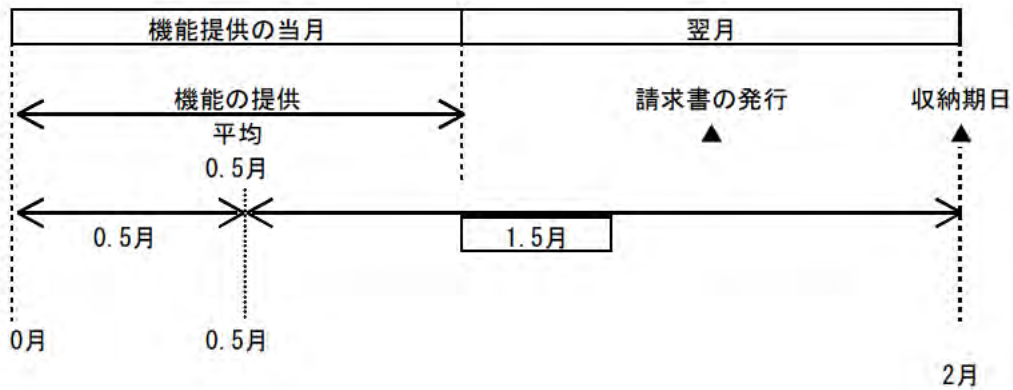 機能提供の当月
翌月
機能の提供
請求書の発行
収納期日
平均
0.5月
0.5月
1.5月
0月
0.5月
2月